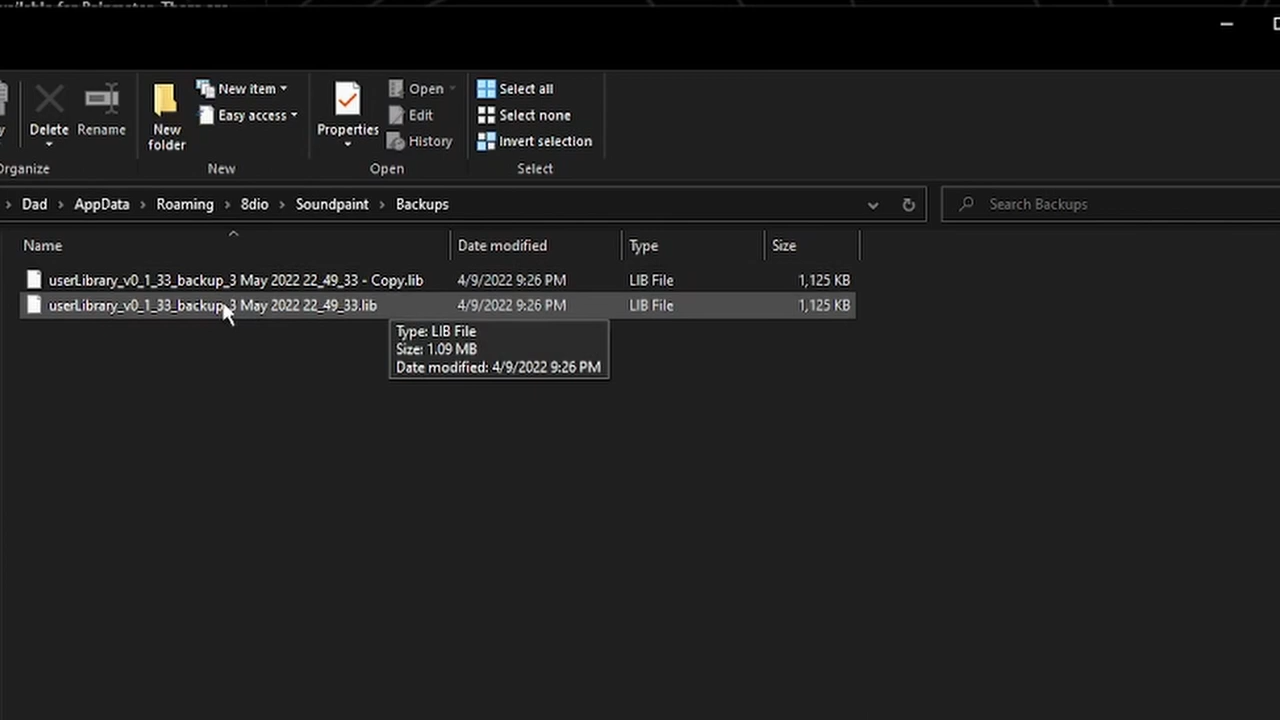 New item
Easy access
Delete
Rename
New
folder
Properties
Open
Edit
History
Select all
Select none
Invert selection
New
Open
Select
Dad > AppData > Roaming > 8dio > Soundpaint > Backups
Search Backups
Name Date modified Type Size
userLibrary_v0_1_33_backup_3 May 2022 22_49_33 - Copy.lib 4/9/2022 9:26 PM LIB File 1,125 KB
userLibrary_v0_1_33_backup_3 May 2022 22_49_33.lib 4/9/2022 9:26 PM LIB File 1,125 KB
Type: LIB File
Size: 1.09 MB
Date modified: 4/9/2022 9:26 PM